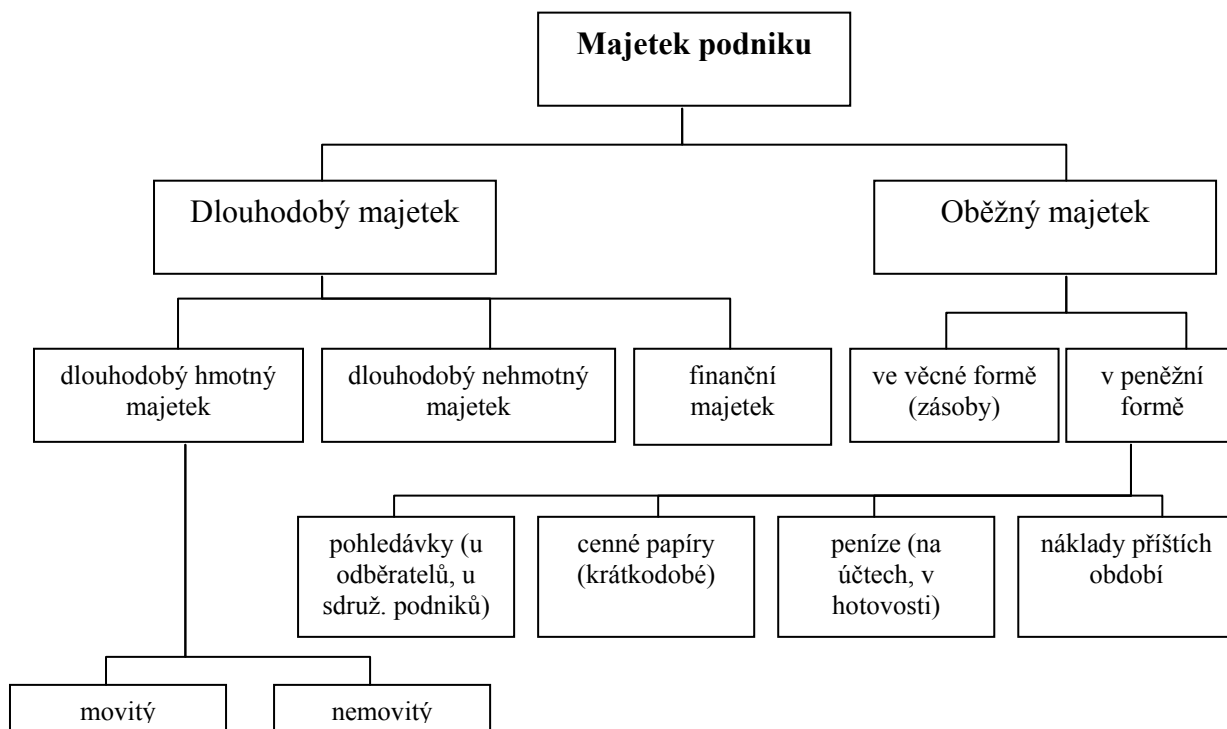 Majetek podniku
Dlouhodobý majetek
Oběžný majetek
dlouhodobý hmotný
majetek
dlouhodobý nehmotný
majetek
finanční
majetek
ve věcné formě
(zásoby)
v peněžní
formě
pohledávky (u
odběratelů, u
sdruž. podniků)
cenné papíry
(krátkodobé)
peníze (na
účtech, v
hotovosti)
náklady příštích
období
movitý
nemovitý